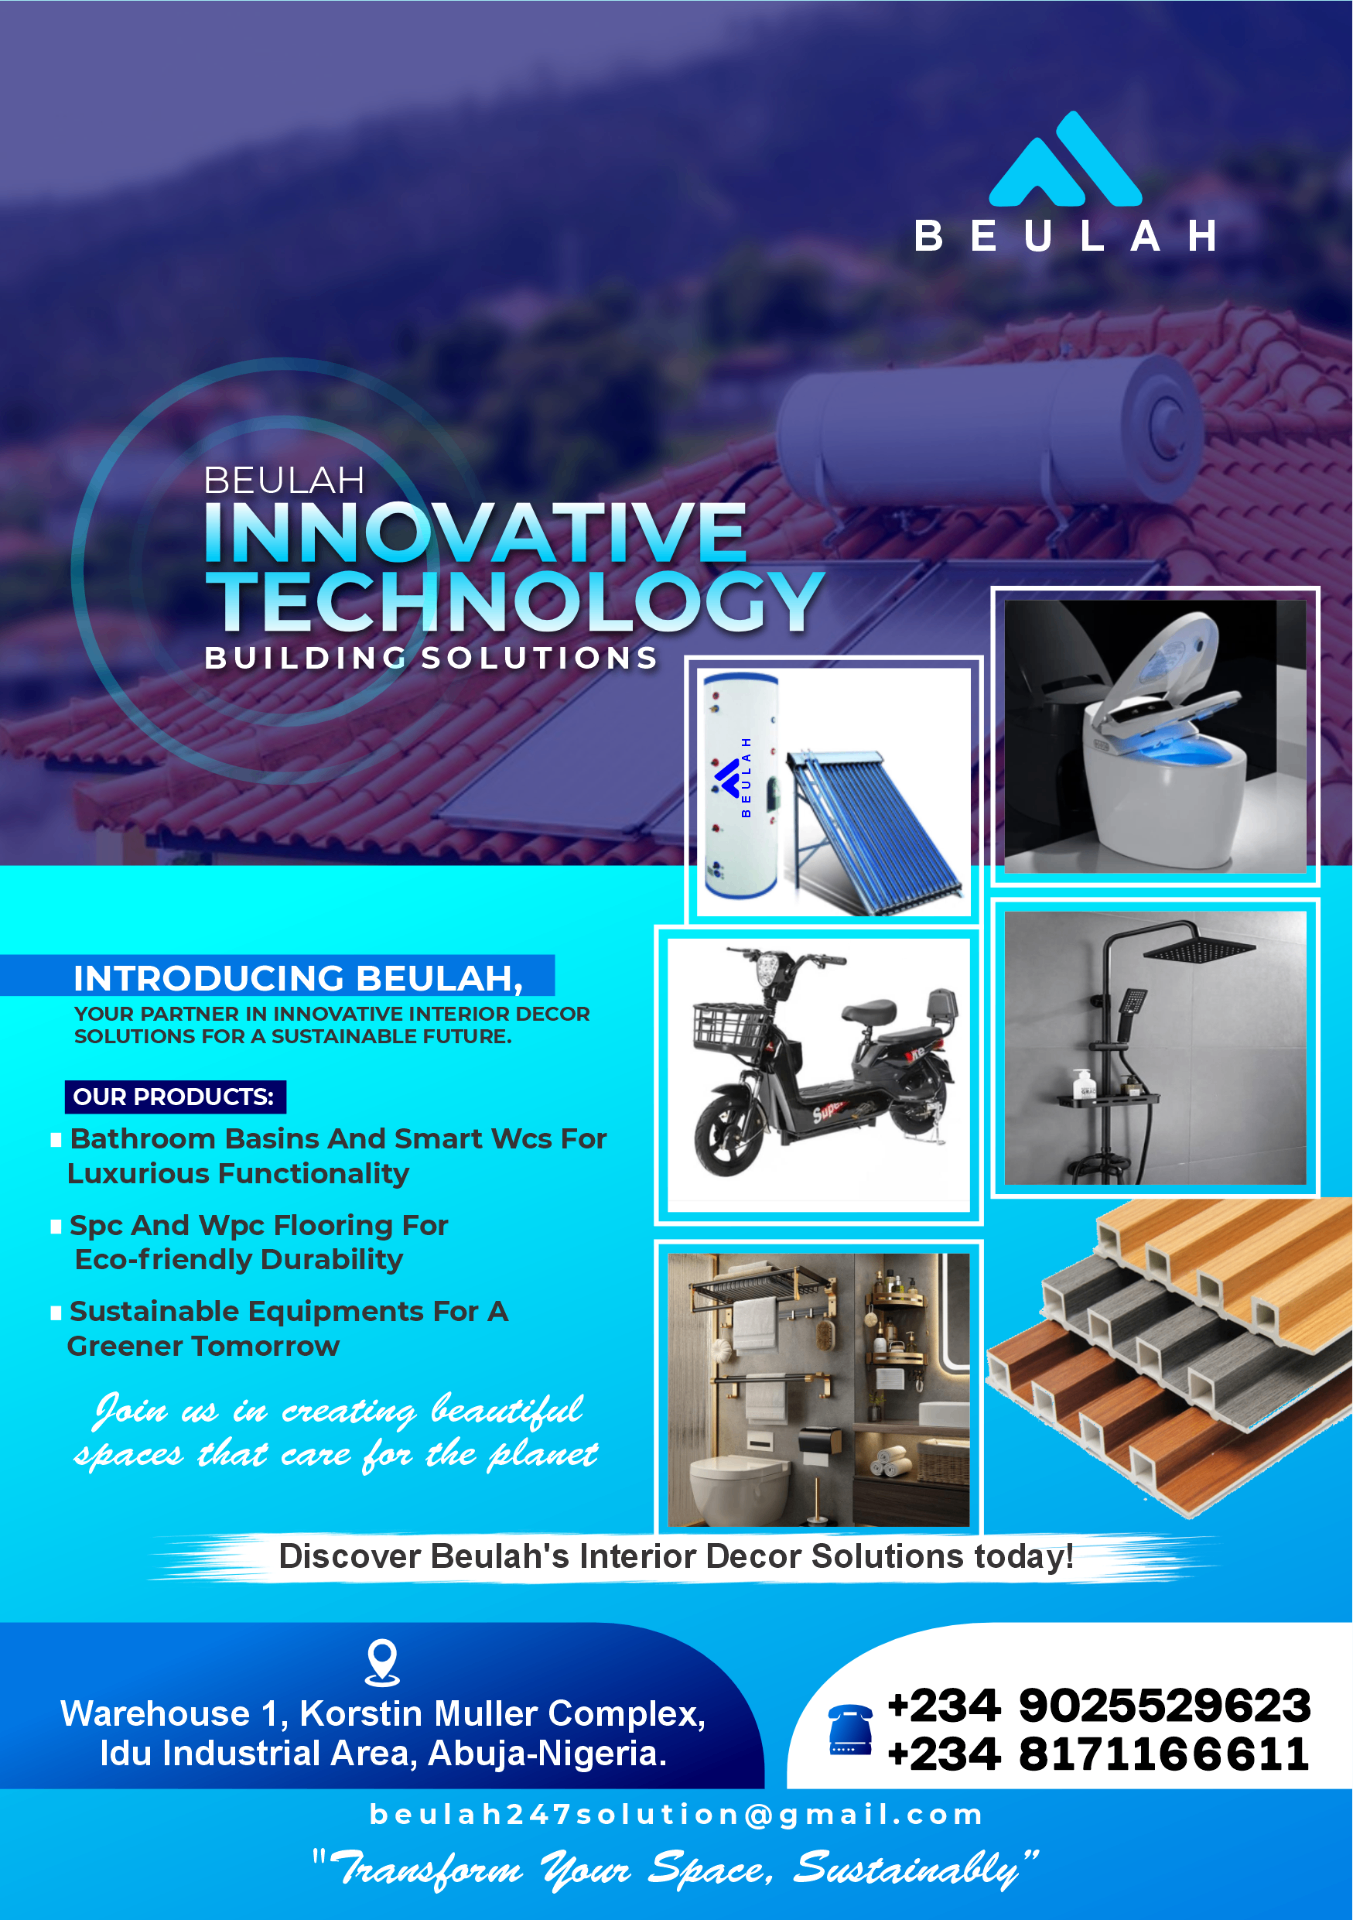 BEULAH
BEULAH
INNOVATIVE
TECHNOLOGY
BUILDING SOLUTIONS
BEULAH
INTRODUCING BEULAH,
YOUR PARTNER IN INNOVATIVE INTERIOR DECOR
SOLUTIONS FOR A SUSTAINABLE FUTURE.
OUR PRODUCTS:
Bathroom Basins And Smart Wcs For
Luxurious Functionality
Spc And Wpc Flooring For
Eco-friendly Durability
Sustainable Equipments For A
Greener Tomorrow
Join us in creating beautiful
spaces that care for the planet
Super
Discover Beulah's Interior Decor Solutions today!
Warehouse 1, Korstin Muller Complex,
Idu Industrial Area, Abuja-Nigeria.
+234 9025529623
+234 8171166611
beulah247solution@gmail.com
"Transform Your Space, Sustainably”